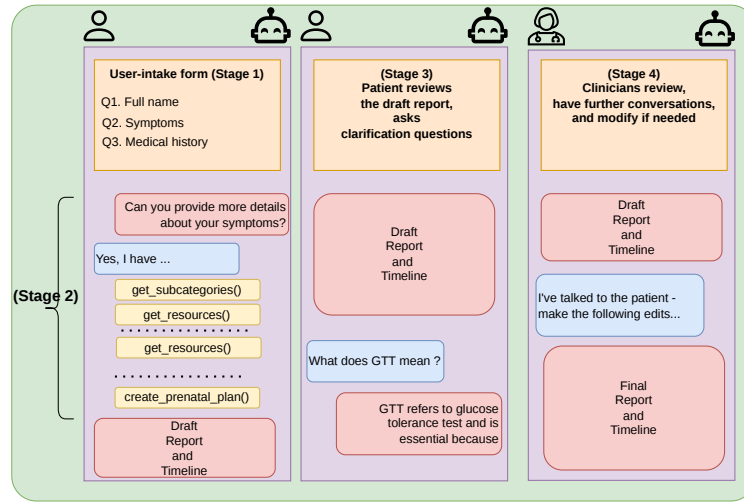 User-intake form (Stage 1)
Q1. Full name
Q2. Symptoms
Q3. Medical history
(Stage 2)
Can you provide more details
about your symptoms?
Yes, I have ...
get_subcategories()
get_resources()
get_resources()
create_prenatal_plan()
Draft
Report
and
Timeline
(Stage 3)
Patient reviews
the draft report,
asks
clarification questions
Draft
Report
and
Timeline
What does GTT mean ?
GTT refers to glucose
tolerance test and is
essential because
(Stage 4)
Clinicians review,
have further conversations,
and modify if needed
Draft
Report
and
Timeline
I've talked to the patient -
make the following edits...
Final
Report
and
Timeline